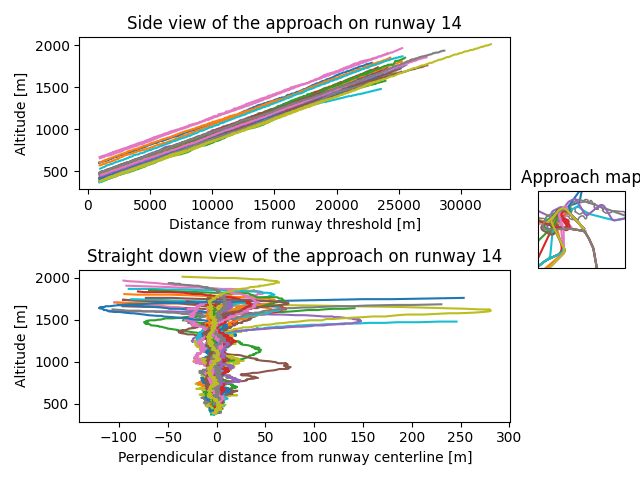 Side view of the approach on runway 14
2000
1500
1000
500
Altitude [m]
0 5000 10000 15000 20000 25000 30000
Distance from runway threshold [m]
Approach map
Straight down view of the approach on runway 14
2000
1500
1000
500
Altitude [m]
−100 −50 0 50 100 150 200 250 300
Perpendicular distance from runway centerline [m]